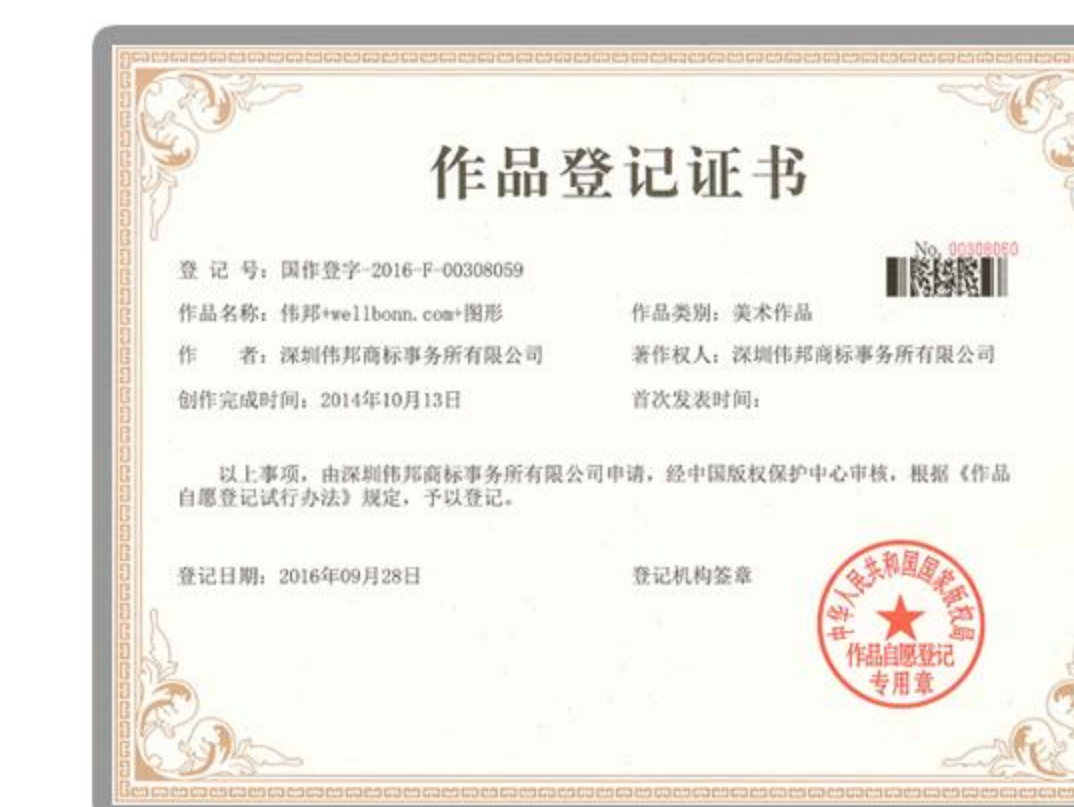 作品登记证书
No. 00308060
登 记 号：国作登字-2016-F-00308059
作品名称：伟邦+wellbonn.com+图形
作品类别：美术作品
作 者：深圳伟邦商标事务所有限公司
著作权人：深圳伟邦商标事务所有限公司
创作完成时间：2014年10月13日
首次发表时间：
以上事项，由深圳伟邦商标事务所有限公司申请，经中国版权保护中心审核，根据《作品
自愿登记试行办法》规定，予以登记。
登记日期：2016年09月28日
登记机构签章
中华人民共和国国家版权局
作品自愿登记
专用章